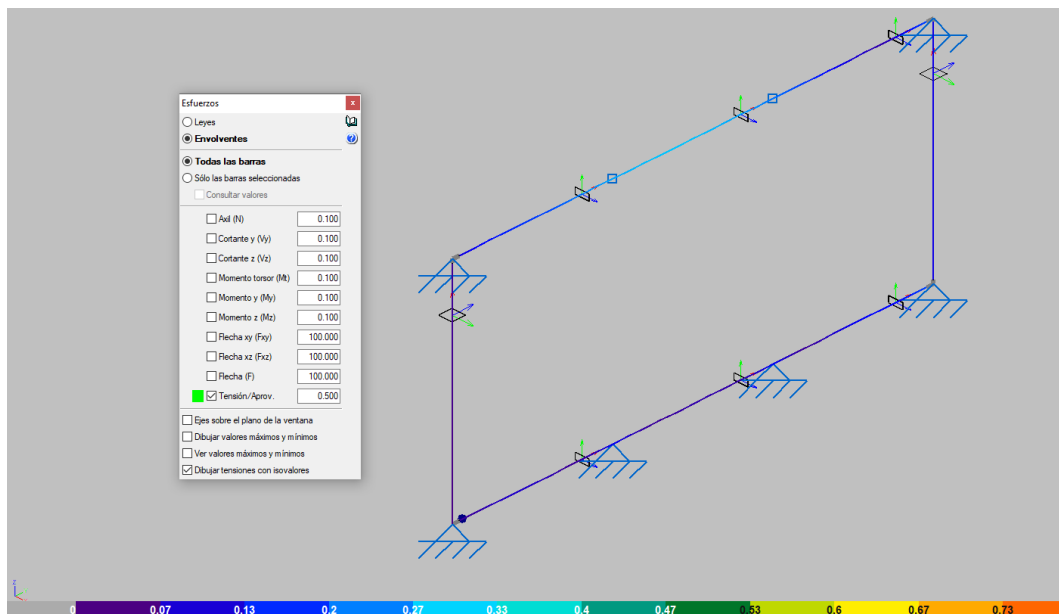 Esfuerzos
x
Leyes
Envolventes
?
Todas las barras
Sólo las barras seleccionadas
Consultar valores
Axil (N) 0.100
Cortante y (Vy) 0.100
Cortante z (Vz) 0.100
Momento torsor (Mt) 0.100
Momento y (My) 0.100
Momento z (Mz) 0.100
Flecha xy (Fxy) 100.000
Flecha xz (Fxz) 100.000
Flecha (F) 100.000
Tensión/Aprov. 0.500
Ejes sobre el plano de la ventana
Dibujar valores máximos y mínimos
Ver valores máximos y mínimos
Dibujar tensiones con isovalores
z
0 0.07 0.13 0.2 0.27 0.33 0.4 0.47 0.53 0.6 0.67 0.73